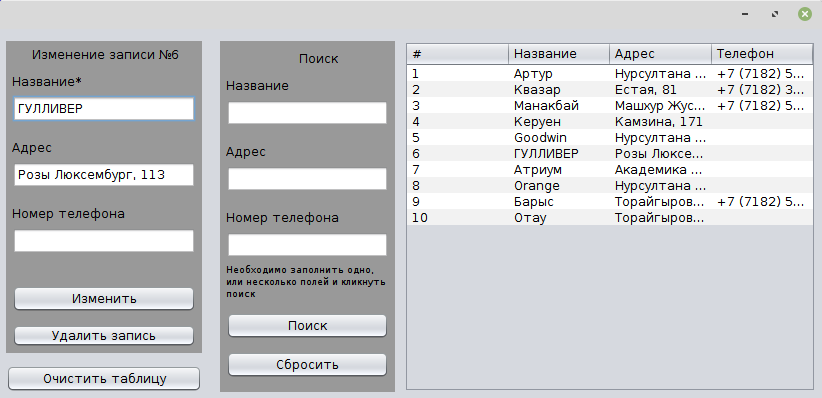 Изменение записи №6
Название*
ГУЛЛИВЕР
Адрес
Розы Люксембург, 113
Номер телефона
Изменить
Удалить запись
Очистить таблицу
Поиск
Название
Адрес
Номер телефона
Необходимо заполнить одно,
или несколько полей и кликнуть
поиск
Поиск
Сбросить
# Название Адрес Телефон
1 Артур Нурсултана ... +7 (7182) 5...
2 Квазар Естая, 81 +7 (7182) 3...
3 Манакбай Машхур Жус... +7 (7182) 5...
4 Керуен Камзина, 171
5 Goodwin Нурсултана ...
6 ГУЛЛИВЕР Розы Люксе...
7 Атриум Академика ...
8 Orange Нурсултана ...
9 Барыс Торайгыров... +7 (7182) 5...
10 Отау Торайгыров...